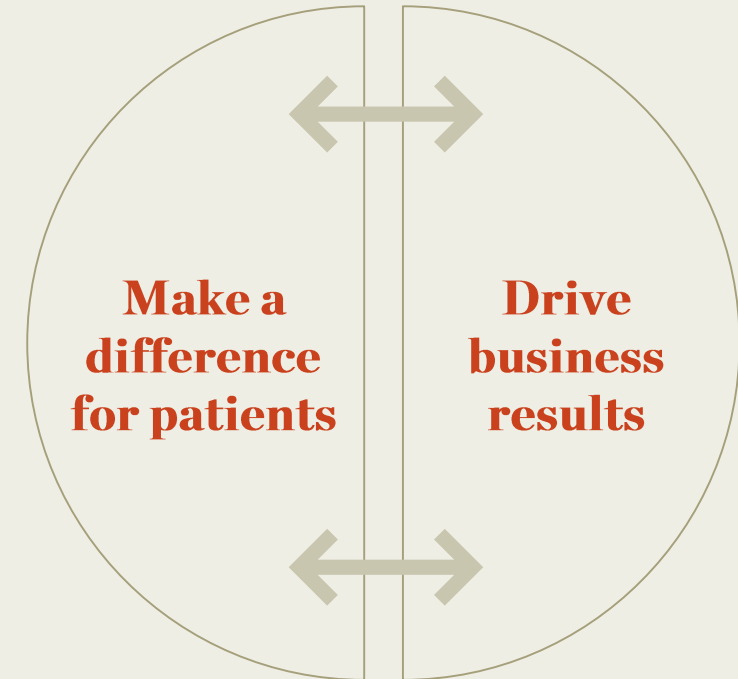 Make a
difference
for patients
Drive
business
results